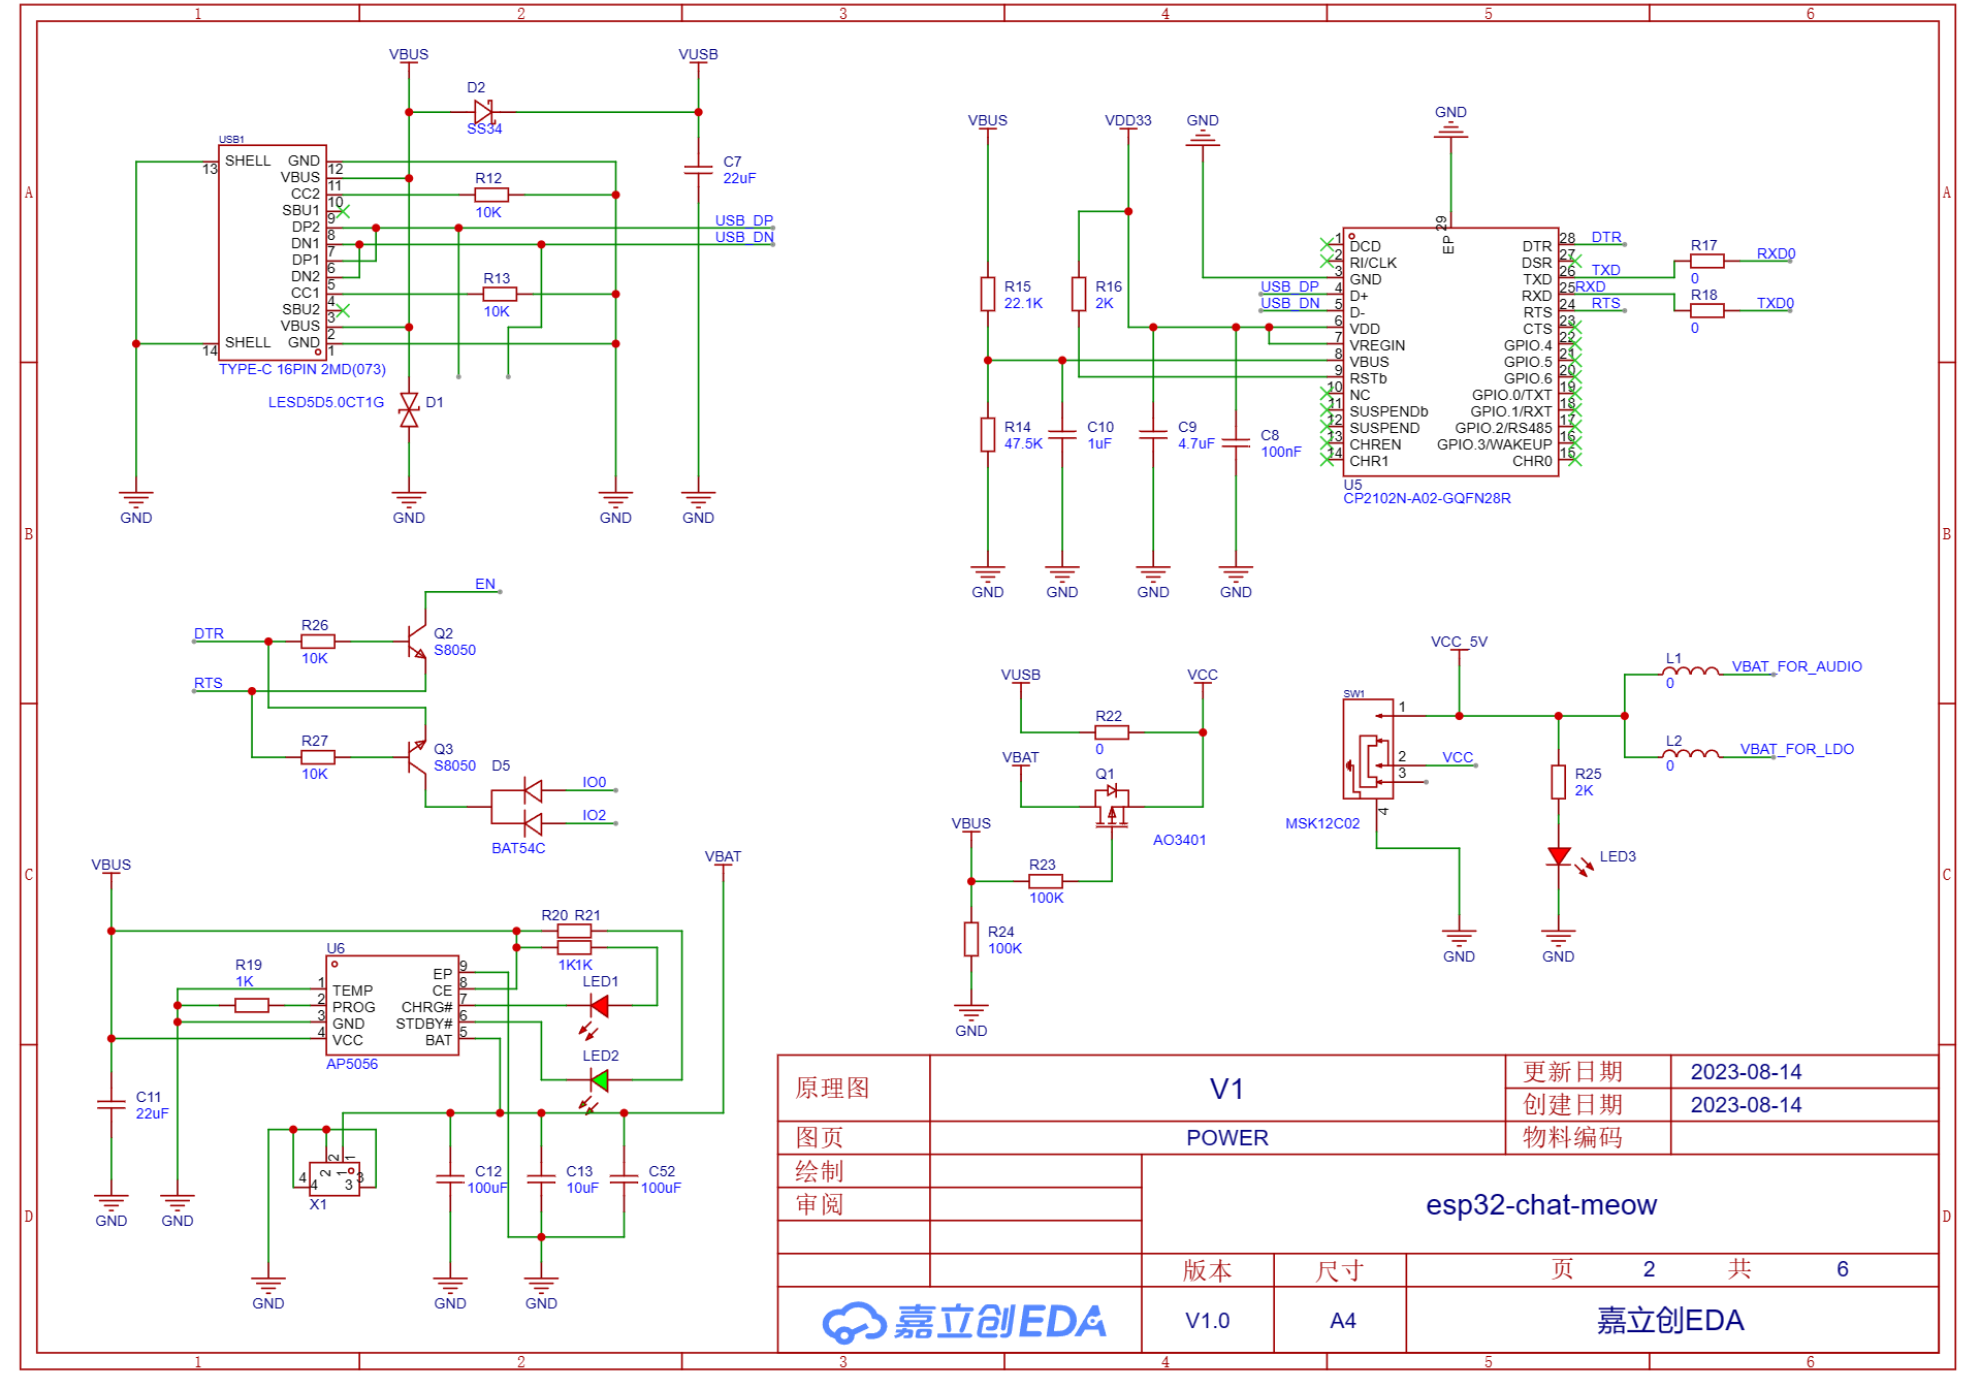 1 2 3 4 5 6
A A
B B
C C
D D
VBUS
VUSB
D2
SS34
USB1
13 SHELL GND 12
VBUS 11
CC2 10
SBU1 9
DP2 8
DN1 7
DP1 6
DN2 5
CC1 4
SBU2 3
VBUS 2
14 SHELL GND 1
TYPE-C 16PIN 2MD(073)
R12
10K
R13
10K
C7
22uF
USB_DP
USB_DN
LESD5D5.0CT1G D1
GND GND GND GND
VBUS
VDD33
GND
GND
R15
22.1K
R16
2K
R14
47.5K
C10
1uF
C9
4.7uF
C8
100nF
GND GND GND GND
USB_DP
USB_DN
EP 29
1 DCD DTR 28
2 RI/CLK DSR 27
3 GND TXD 26
4 D+ RXD 25
5 D- RTS 24
6 VDD CTS 23
7 VREGIN GPIO.4 22
8 VBUS GPIO.5 21
9 RSTb GPIO.6 20
10 NC GPIO.0/TXT 19
11 SUSPENDb GPIO.1/RXT 18
12 SUSPEND GPIO.2/RS485 17
13 CHREN GPIO.3/WAKEUP 16
14 CHR1 CHR0 15
U5
CP2102N-A02-GQFN28R
DTR
TXD
RXD
RTS
R17
0
RXD0
R18
0
TXD0
EN
DTR
R26
10K
Q2
S8050
RTS
R27
10K
Q3
S8050
D5
BAT54C
IO0
IO2
VUSB
VCC
R22
0
VBAT
Q1
AO3401
VBUS
R23
100K
R24
100K
GND
VCC_5V
SW1
1
2
3
4
VCC
MSK12C02
L1
0
VBAT_FOR_AUDIO
L2
0
VBAT_FOR_LDO
R25
2K
LED3
GND GND
VBUS
VBAT
R20 R21
1K1K
U6
R19
1K
1 TEMP EP 9
2 PROG CE 8
3 GND CHRG# 7
4 VCC STDBY# 6
BAT 5
AP5056
LED1
LED2
C11
22uF
GND GND
2 1
4 4 2 1 3 3
X1
C12
100uF
C13
10uF
C52
100uF
GND GND GND
原理图 V1 更新日期 2023-08-14
创建日期 2023-08-14
图页 POWER 物料编码
绘制
审阅
esp32-chat-meow
版本 尺寸 页 2 共 6
嘉立创EDA V1.0 A4 嘉立创EDA
1 2 3 4 5 6